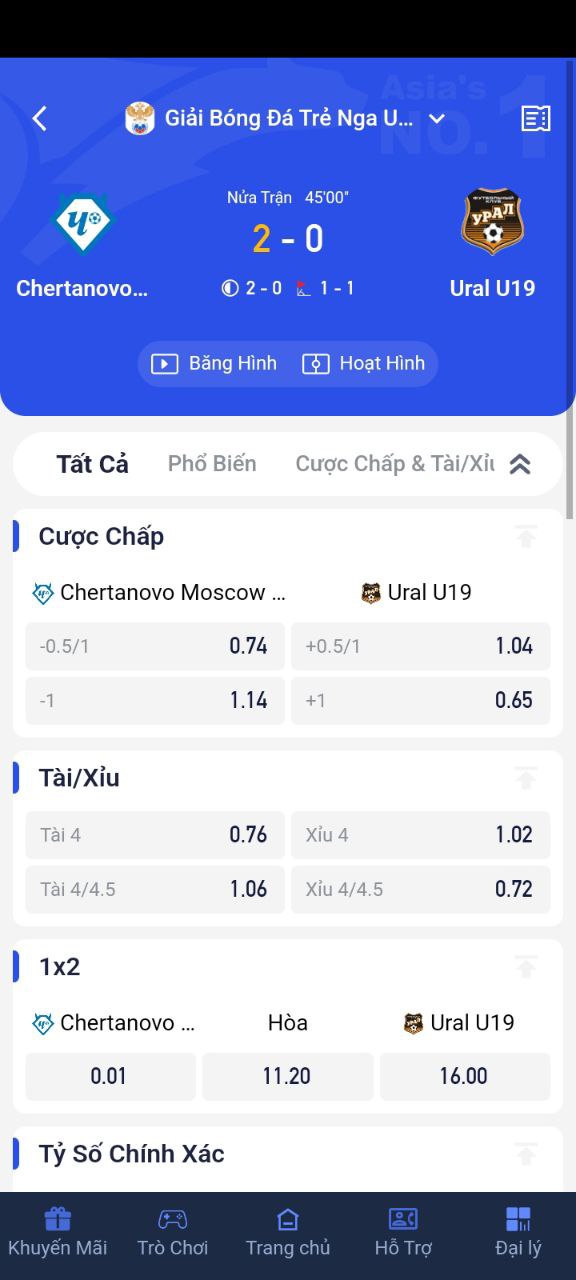 Asia's
NO.1
Giải Bóng Đá Trẻ Nga U...
Nửa Trận 45'00"
2 - 0
ФУТБОЛЬНЫЙ
КЛУБ
УРАЛ
Chertanovo...
2 - 0 1 - 1
Ural U19
Băng Hình Hoạt Hình
Tất Cả Phổ Biến Cược Chấp & Tài/Xỉu
Cược Chấp
Chertanovo Moscow ... Ural U19
-0.5/1 0.74 +0.5/1 1.04
-1 1.14 +1 0.65
Tài/Xỉu
Tài 4 0.76 Xỉu 4 1.02
Tài 4/4.5 1.06 Xỉu 4/4.5 0.72
1x2
Chertanovo ... Hòa Ural U19
0.01 11.20 16.00
Tỷ Số Chính Xác
Khuyến Mãi Trò Chơi Trang chủ Hỗ Trợ Đại lý